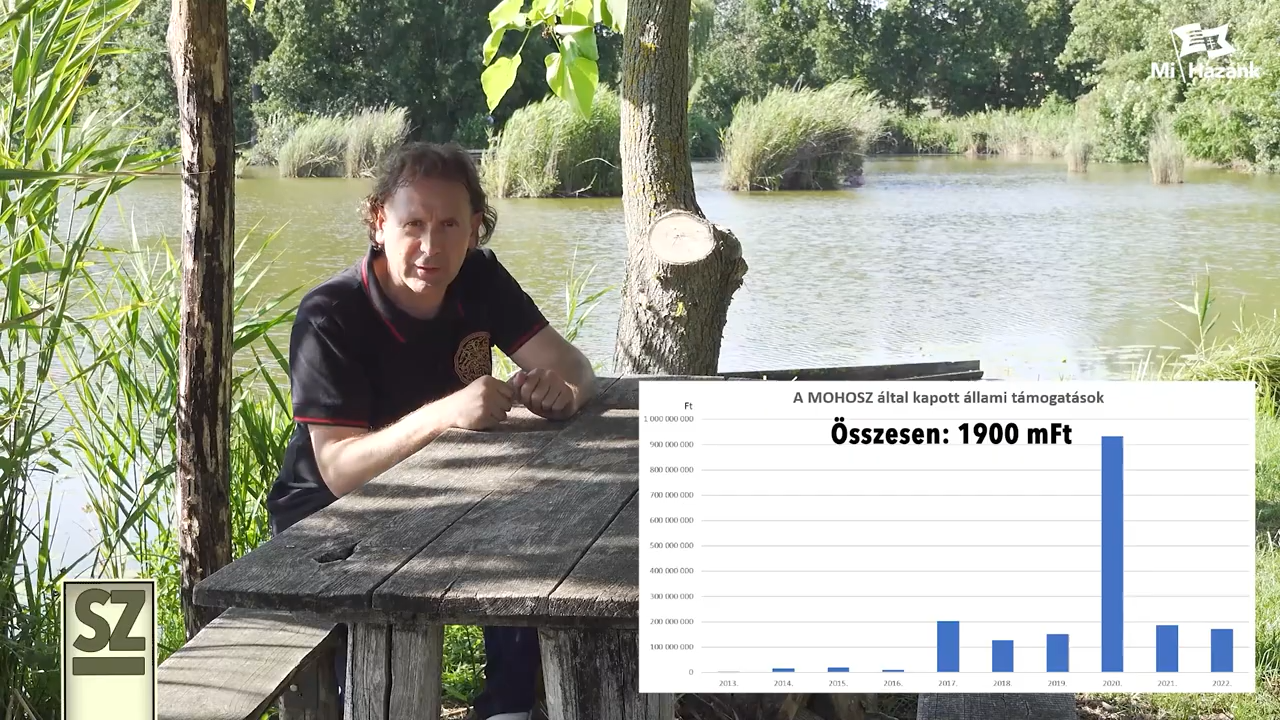 Mi Hazánk
A MOHOSZ által kapott állami támogatások
Ft
Összesen: 1900 mFt
1 000 000 000
900 000 000
800 000 000
700 000 000
600 000 000
500 000 000
400 000 000
300 000 000
200 000 000
100 000 000
0
2013. 2014. 2015. 2016. 2017. 2018. 2019. 2020. 2021. 2022.
SZ